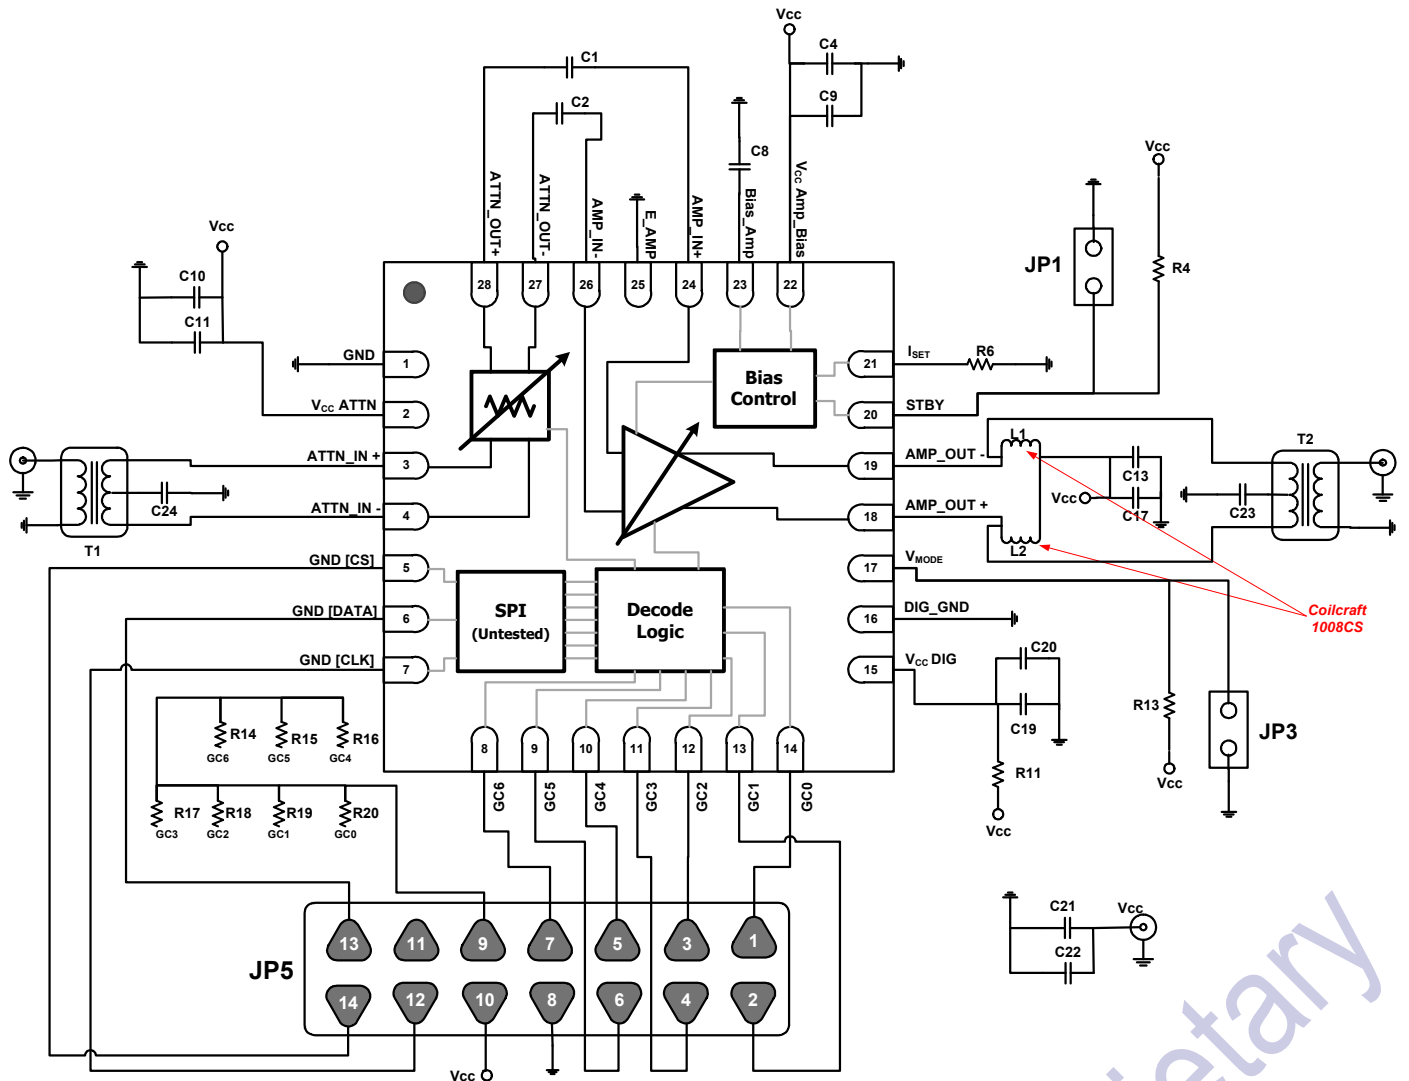 Vcc
C4
C1
C9
C2
C8
Vcc
ATTN_OUT+
ATTN_OUT-
AMP_IN-
E_AMP
AMP_IN+
Bias_Amp
VCC Amp_Bias
Vcc
JP1
R4
C10
C11
28
27
26
25
24
23
22
GND
1
Bias
Control
21
ISET
R6
VCC ATTN
2
20
STBY
L1
T2
ATTN_IN +
3
19
AMP_OUT -
C13
C24
Vcc
C17
C23
ATTN_IN -
4
18
AMP_OUT +
T1
L2
GND [CS]
5
17
VMODE
SPI
(Untested)
Decode
Logic
GND [DATA]
6
16
DIG_GND
Coilcraft
1008CS
GND [CLK]
7
15
VCC DIG
C20
C19
R13
JP3
R14
R15
R16
GC6
GC5
GC4
8
9
10
11
12
13
14
R11
Vcc
R17
R18
R19
R20
GC3
GC2
GC1
GC0
GC6
GC5
GC4
GC3
GC2
GC1
GC0
Vcc
JP5
13
11
9
7
5
3
1
14
12
10
8
6
4
2
Vcc
C21
Vcc
C22
etary